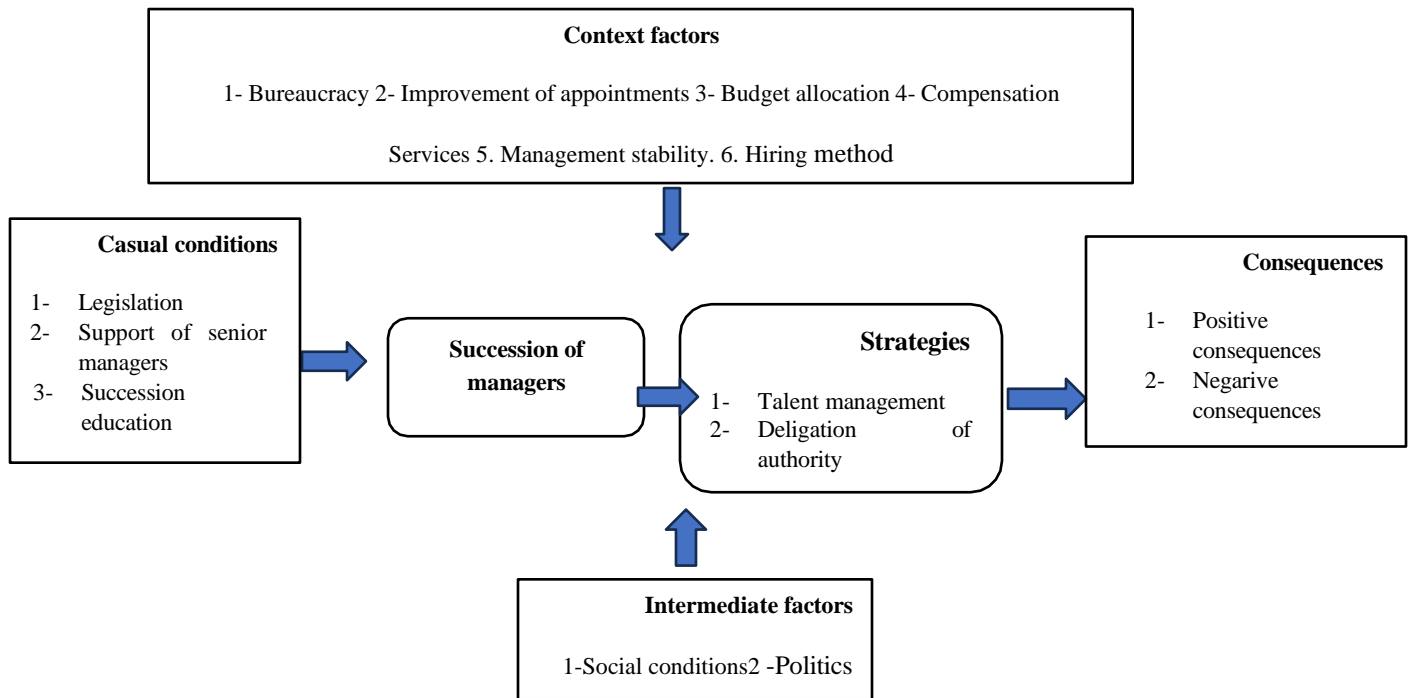 Context factors
1- Bureaucracy 2- Improvement of appointments 3- Budget allocation 4- Compensation
Services 5. Management stability. 6. Hiring method
Casual conditions
1- Legislation
2- Support of senior
managers
3- Succession
education
Succession of
managers
Strategies
1- Talent management
2- Deligation of
authority
Consequences
1- Positive
consequences
2- Negarive
consequences
Intermediate factors
1-Social conditions2 -Politics